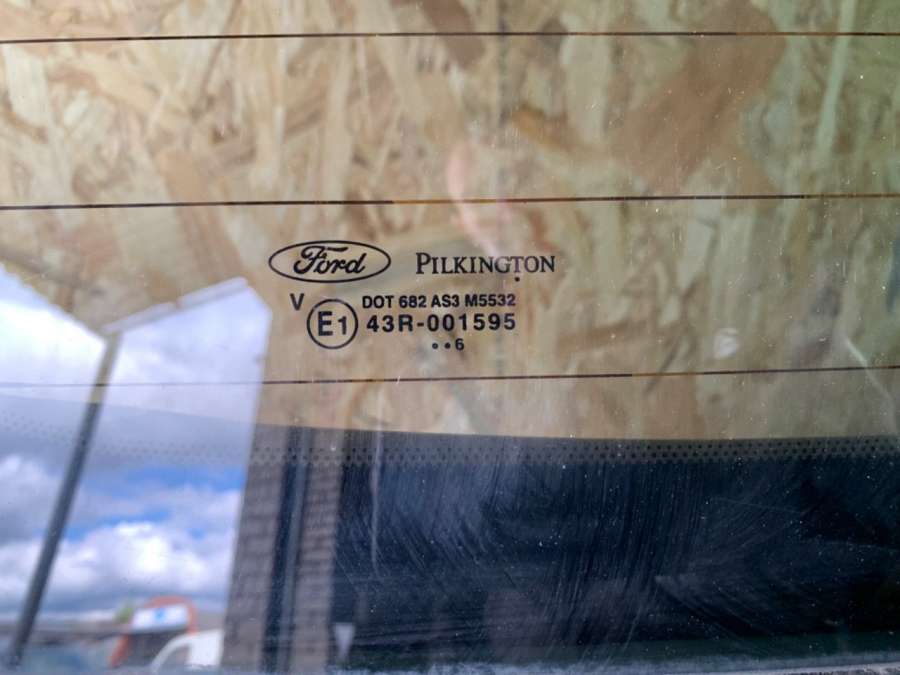 Ford PILKINGTON
V DOT 682 AS3 M5532
E1 43R-001595
..6